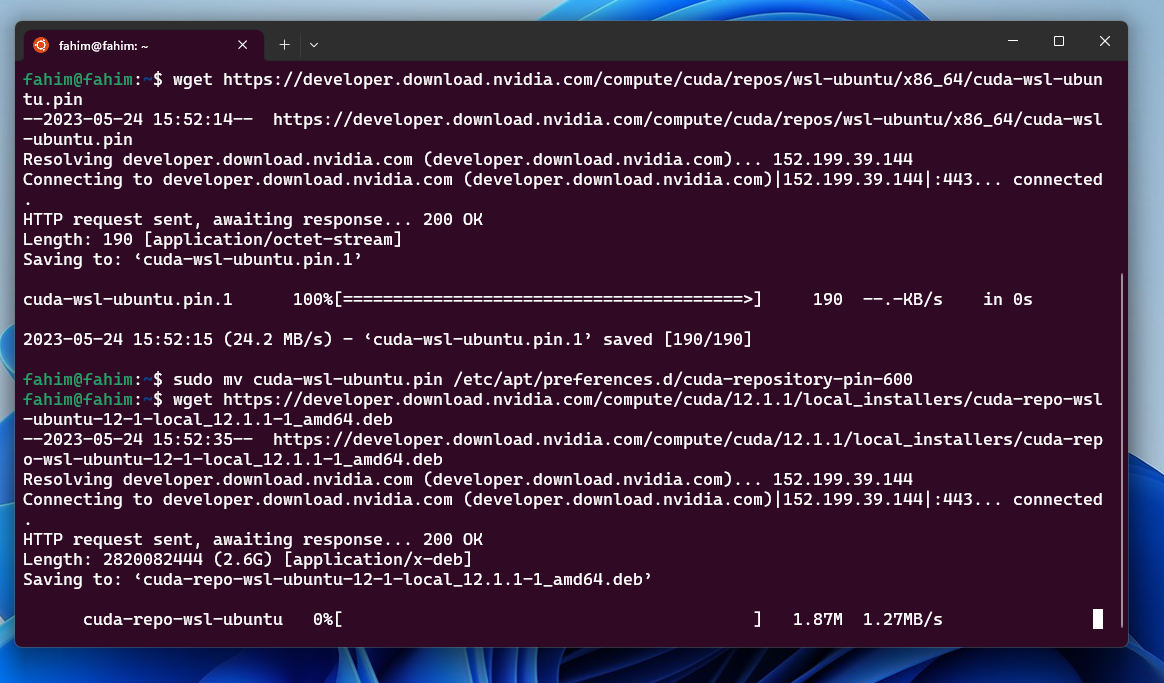 fahim@fahim: ~
fahim@fahim:~$ wget https://developer.download.nvidia.com/compute/cuda/repos/wsl-ubuntu/x86_64/cuda-wsl-ubun
tu.pin
--2023-05-24 15:52:14--  https://developer.download.nvidia.com/compute/cuda/repos/wsl-ubuntu/x86_64/cuda-wsl
-ubuntu.pin
Resolving developer.download.nvidia.com (developer.download.nvidia.com)... 152.199.39.144
Connecting to developer.download.nvidia.com (developer.download.nvidia.com)|152.199.39.144|:443... connected
.
HTTP request sent, awaiting response... 200 OK
Length: 190 [application/octet-stream]
Saving to: ‘cuda-wsl-ubuntu.pin.1’
cuda-wsl-ubuntu.pin.1      100%[========================================>]     190  --.-KB/s    in 0s
2023-05-24 15:52:15 (24.2 MB/s) - ‘cuda-wsl-ubuntu.pin.1’ saved [190/190]
fahim@fahim:~$ sudo mv cuda-wsl-ubuntu.pin /etc/apt/preferences.d/cuda-repository-pin-600
fahim@fahim:~$ wget https://developer.download.nvidia.com/compute/cuda/12.1.1/local_installers/cuda-repo-wsl
-ubuntu-12-1-local_12.1.1-1_amd64.deb
--2023-05-24 15:52:35--  https://developer.download.nvidia.com/compute/cuda/12.1.1/local_installers/cuda-rep
o-wsl-ubuntu-12-1-local_12.1.1-1_amd64.deb
Resolving developer.download.nvidia.com (developer.download.nvidia.com)... 152.199.39.144
Connecting to developer.download.nvidia.com (developer.download.nvidia.com)|152.199.39.144|:443... connected
.
HTTP request sent, awaiting response... 200 OK
Length: 2820082444 (2.6G) [application/x-deb]
Saving to: ‘cuda-repo-wsl-ubuntu-12-1-local_12.1.1-1_amd64.deb’
cuda-repo-wsl-ubuntu   0%[                                         ]   1.87M  1.27MB/s